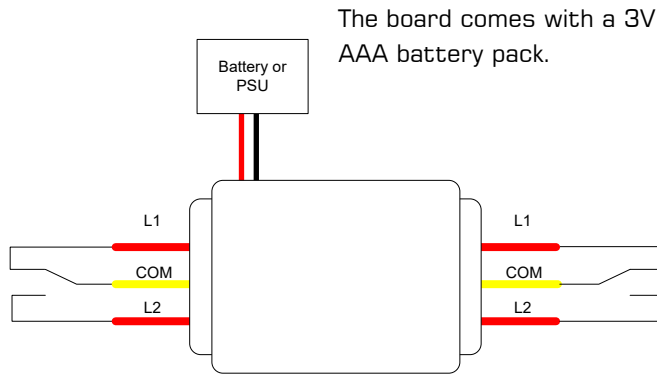 The board comes with a 3V
AAA battery pack.
Battery or
PSU
L1
L1
COM
COM
L2
L2